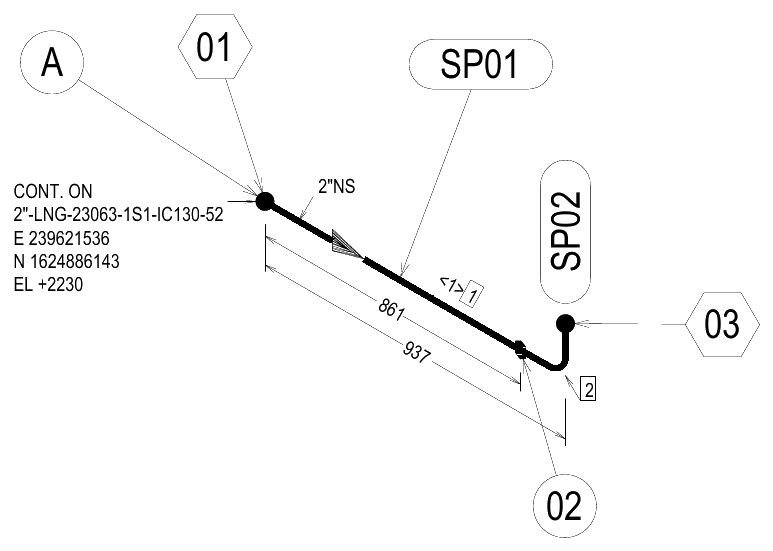 A
01
SP01
2"NS
CONT. ON
2"-LNG-23063-1S1-IC130-52
E 239621536
N 1624886143
EL +2230
SP02
<1> 1
861
03
937
2
02